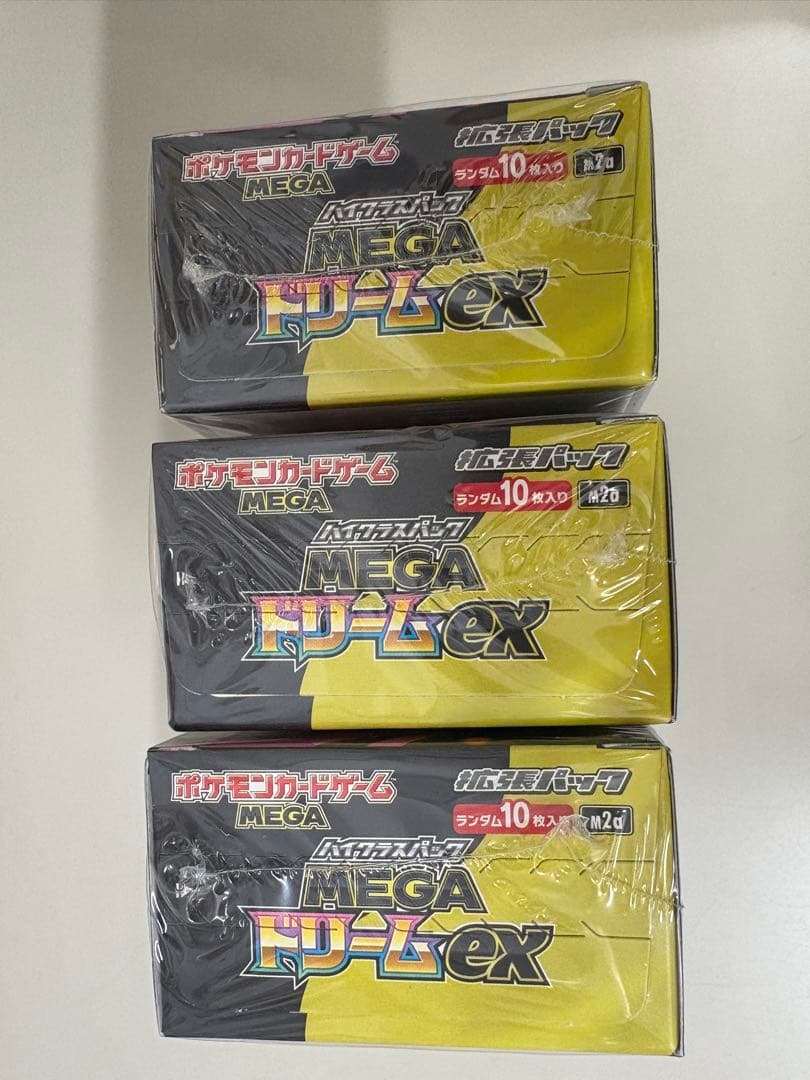 ポケモンカードゲーム
MEGA
拡張パック
ランダム10枚入り
M2a
ハイクラスパック
MEGA
ドリームex
ポケモンカードゲーム
MEGA
拡張パック
ランダム10枚入り
M2a
ハイクラスパック
MEGA
ドリームex
ポケモンカードゲーム
MEGA
拡張パック
ランダム10枚入り
M2a
ハイクラスパック
MEGA
ドリームex